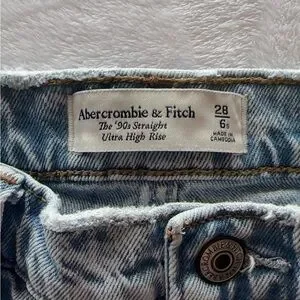 Abercrombie & Fitch
The '90s Straight
Ultra High Rise
28
6s
MADE IN
CAMBODIA